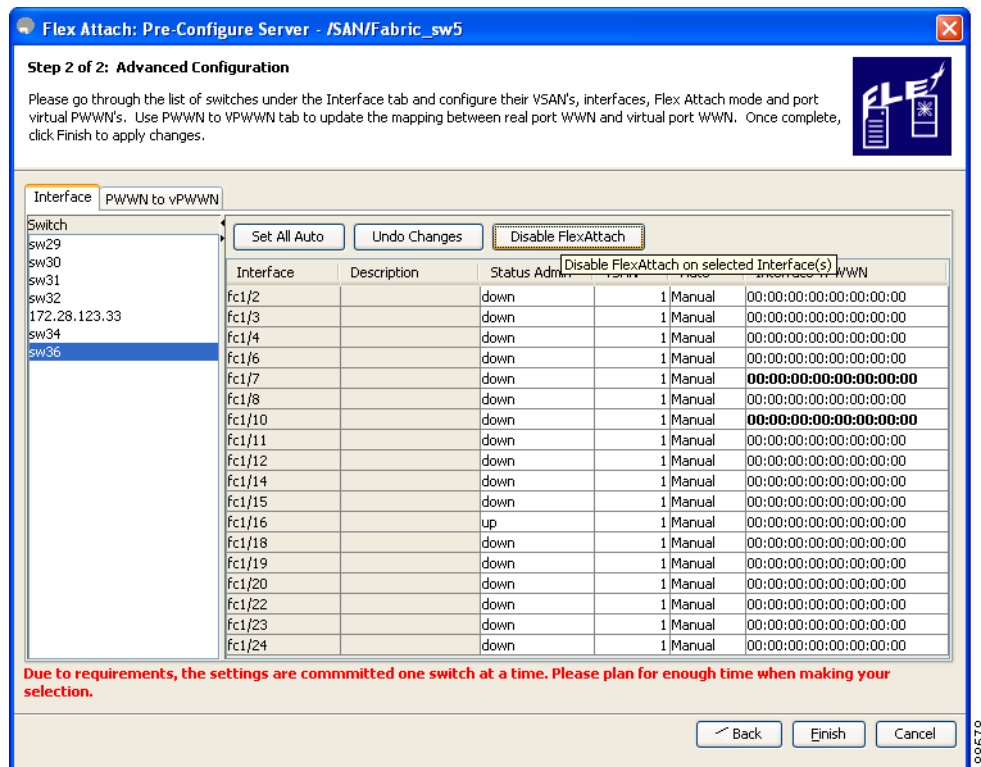 Flex Attach: Pre-Configure Server - /SAN/Fabric_sw5
Step 2 of 2: Advanced Configuration
Please go through the list of switches under the Interface tab and configure their VSAN's, interfaces, Flex Attach mode and port
virtual PWWN's. Use PWWN to VPWWN tab to update the mapping between real port WWN and virtual port WWN. Once complete,
click Finish to apply changes.
FLE
Interface PWWN to vPWWN
Switch
sw29
sw30
sw31
sw32
172.28.123.33
sw34
sw36
Set All Auto Undo Changes Disable FlexAttach
Disable FlexAttach on selected Interface(s)
Interface Description Status Admin
fc1/2 down 1 Manual 00:00:00:00:00:00:00:00
fc1/3 down 1 Manual 00:00:00:00:00:00:00:00
fc1/4 down 1 Manual 00:00:00:00:00:00:00:00
fc1/6 down 1 Manual 00:00:00:00:00:00:00:00
fc1/7 down 1 Manual 00:00:00:00:00:00:00:00
fc1/8 down 1 Manual 00:00:00:00:00:00:00:00
fc1/10 down 1 Manual 00:00:00:00:00:00:00:00
fc1/11 down 1 Manual 00:00:00:00:00:00:00:00
fc1/12 down 1 Manual 00:00:00:00:00:00:00:00
fc1/14 down 1 Manual 00:00:00:00:00:00:00:00
fc1/15 down 1 Manual 00:00:00:00:00:00:00:00
fc1/16 up 1 Manual 00:00:00:00:00:00:00:00
fc1/18 down 1 Manual 00:00:00:00:00:00:00:00
fc1/19 down 1 Manual 00:00:00:00:00:00:00:00
fc1/20 down 1 Manual 00:00:00:00:00:00:00:00
fc1/22 down 1 Manual 00:00:00:00:00:00:00:00
fc1/23 down 1 Manual 00:00:00:00:00:00:00:00
fc1/24 down 1 Manual 00:00:00:00:00:00:00:00
Due to requirements, the settings are commmitted one switch at a time. Please plan for enough time when making your
selection.
Back Finish Cancel